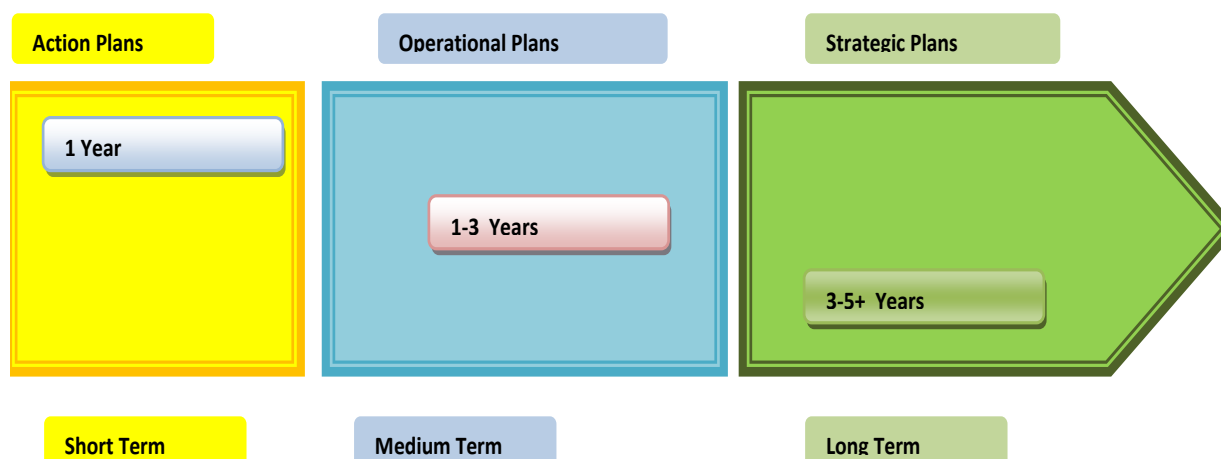 Action Plans
Operational Plans
Strategic Plans
1 Year
1-3 Years
3-5+ Years
Short Term
Medium Term
Long Term